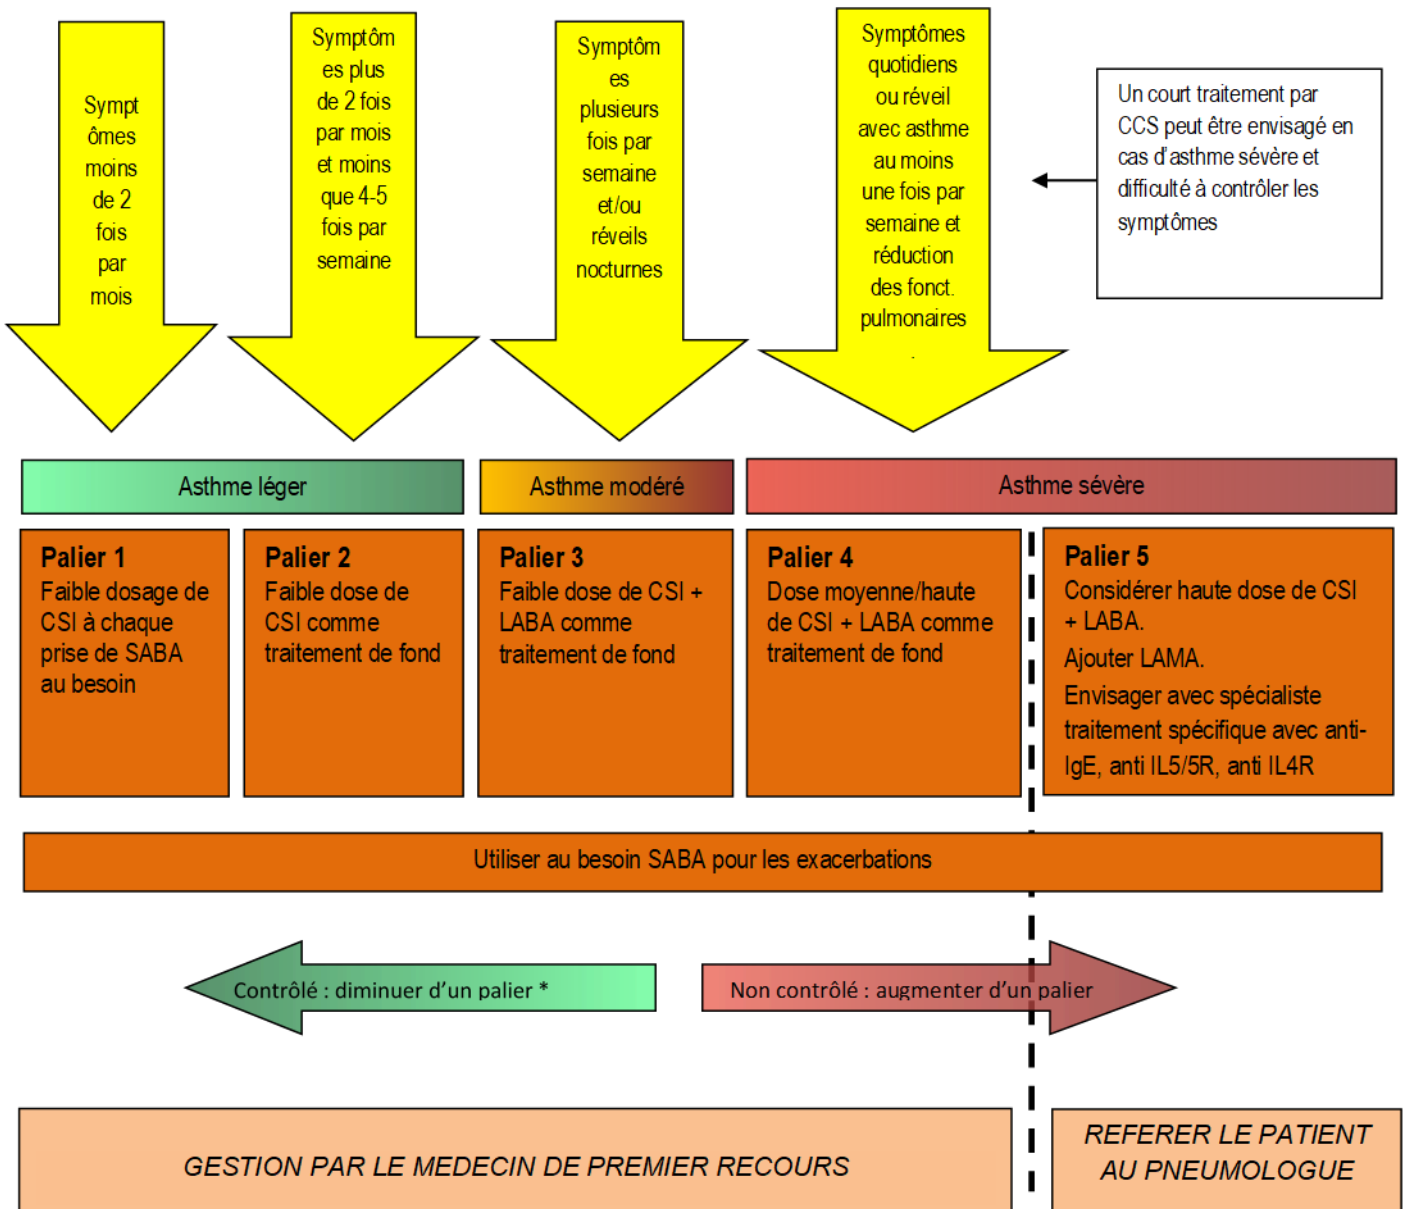 Sympt
ômes
moins
de 2
fois
par
mois
Symptôm
es plus
de 2 fois
par mois
et moins
que 4-5
fois par
semaine
Symptôm
es
plusieurs
fois par
semaine
et/ou
réveils
nocturnes
Symptômes
quotidiens
ou réveil
avec asthme
au moins
une fois par
semaine et
réduction
des fonct.
pulmonaires
.
Un court traitement par
CCS peut être envisagé en
cas d'asthme sévère et
difficulté à contrôler les
symptômes
Asthme léger
Asthme modéré
Asthme sévère
Palier 1
Faible dosage de
CSI à chaque
prise de SABA
au besoin
Palier 2
Faible dose de
CSI comme
traitement de fond
Palier 3
Faible dose de CSI +
LABA comme
traitement de fond
Palier 4
Dose moyenne/haute
de CSI + LABA comme
traitement de fond
Palier 5
Considérer haute dose de CSI
+ LABA.
Ajouter LAMA.
Envisager avec spécialiste
traitement spécifique avec anti-
IgE, anti IL5/5R, anti IL4R
Utiliser au besoin SABA pour les exacerbations
Contrôlé : diminuer d'un palier *
Non contrôlé : augmenter d'un palier
GESTION PAR LE MEDECIN DE PREMIER RECOURS
REFERER LE PATIENT
AU PNEUMOLOGUE